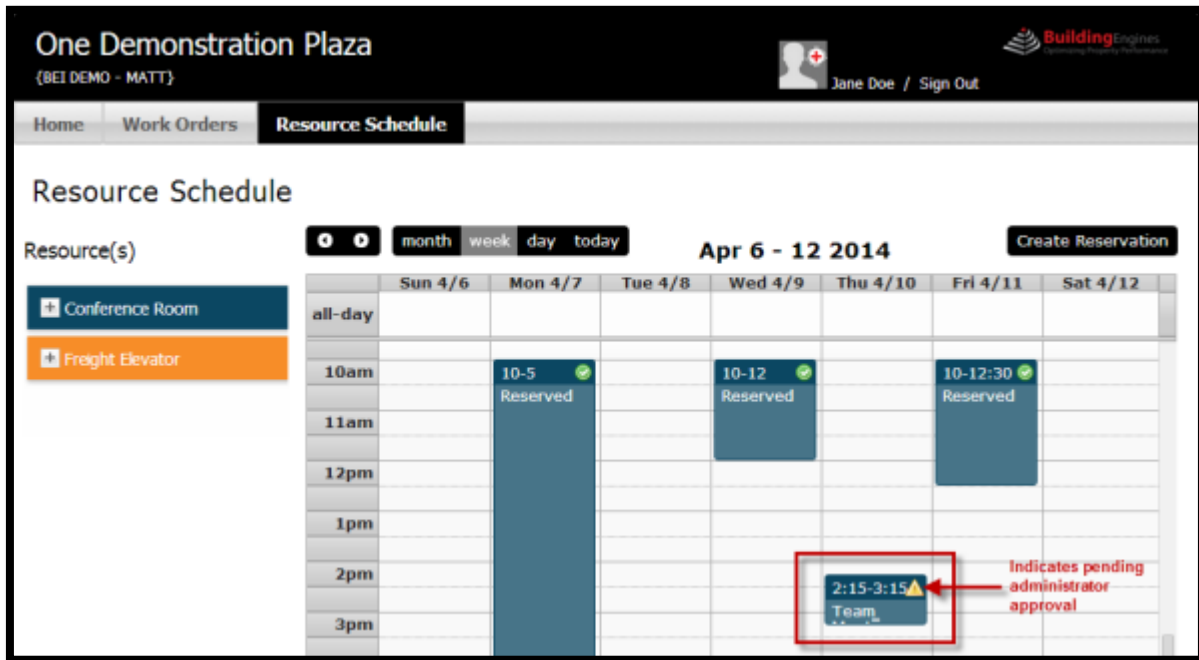 One Demonstration Plaza
{BEI DEMO - MATT}
BuildingEngines
Optimizing Property Performance
Jane Doe / Sign Out
Home Work Orders Resource Schedule
Resource Schedule
Resource(s)
month week day today
Apr 6 - 12 2014
Create Reservation
Conference Room
Freight Elevator
Sun 4/6 Mon 4/7 Tue 4/8 Wed 4/9 Thu 4/10 Fri 4/11 Sat 4/12
all-day
10am
10-5 10-12 10-12:30
Reserved Reserved Reserved
11am
12pm
1pm
2pm
2:15-3:15
Team
3pm
Indicates pending
administrator
approval